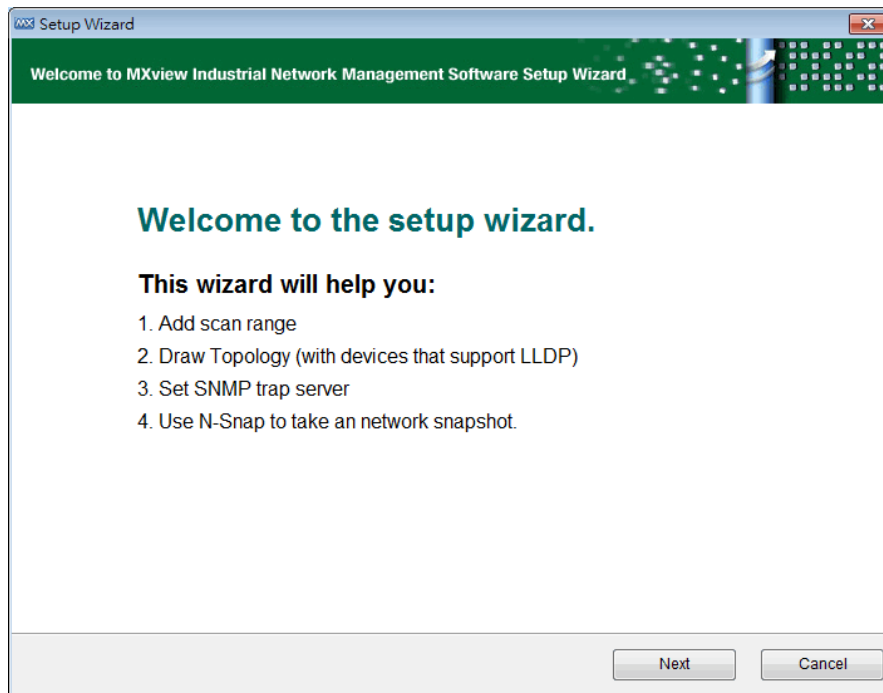 MX Setup Wizard
Welcome to MXview Industrial Network Management Software Setup Wizard
Welcome to the setup wizard.
This wizard will help you:
1. Add scan range
2. Draw Topology (with devices that support LLDP)
3. Set SNMP trap server
4. Use N-Snap to take an network snapshot.
Next Cancel